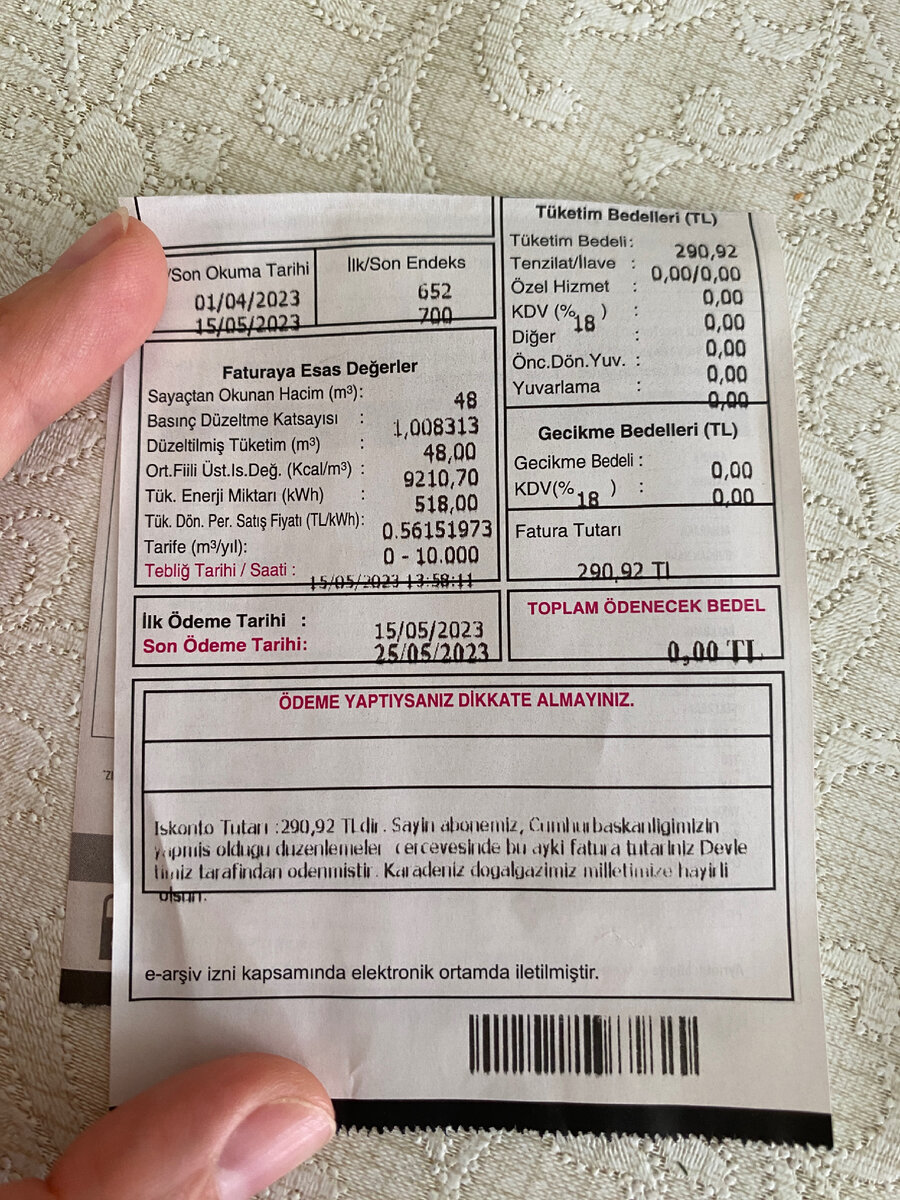 /Son Okuma Tarihi
01/04/2023
15/05/2023
İlk/Son Endeks
652
700
Faturaya Esas Değerler
Sayaçtan Okunan Hacim (m³): 48
Basınç Düzeltme Katsayısı : 1,008313
Düzeltilmiş Tüketim (m³) : 48,00
Ort.Fiili Üst.Is.Değ. (Kcal/m³) : 9210,70
Tük. Enerji Miktarı (kWh) : 518,00
Tük. Dön. Per. Satış Fiyatı (TL/kWh): 0.56151973
Tarife (m³/yıl): 0 - 10.000
Tebliğ Tarihi / Saati : 15/05/2023 13:58:11
İlk Ödeme Tarihi : 15/05/2023
Son Ödeme Tarihi: 25/05/2023
Tüketim Bedelleri (TL)
Tüketim Bedeli: 290,92
Tenzilat/İlave : 0,00/0,00
Özel Hizmet : 0,00
KDV (% 18 ) : 0,00
Diğer : 0,00
Önc.Dön.Yuv. : 0,00
Yuvarlama 0,00
Gecikme Bedelleri (TL)
Gecikme Bedeli : 0,00
KDV(% 18 ) : 0,00
Fatura Tutarı
290,92 TL
TOPLAM ÖDENECEK BEDEL
0,00 TL
ÖDEME YAPTIYSANIZ DİKKATE ALMAYINIZ.
Iskonto Tutarı :290,92 TLdir. Sayin abonemiz, Cumhurbaskanligimizin
yapmis oldugu duzenlemeler cercevesinde bu ayki fatura tutariniz Devle
timiz tarafindan odenmistir. Karadeniz dogalgazimiz milletimize hayirli
olsun.
e-arşiv izni kapsamında elektronik ortamda iletilmiştir.